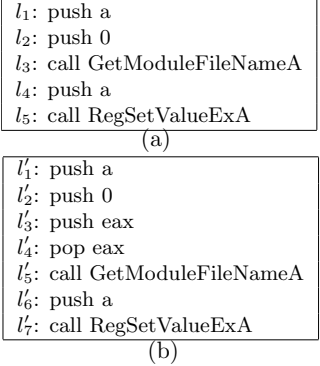 l₁: push a
l₂: push 0
l₃: call GetModuleFileNameA
l₄: push a
l₅: call RegSetValueExA
(a)
l′₁: push a
l′₂: push 0
l′₃: push eax
l′₄: pop eax
l′₅: call GetModuleFileNameA
l′₆: push a
l′₇: call RegSetValueExA
(b)